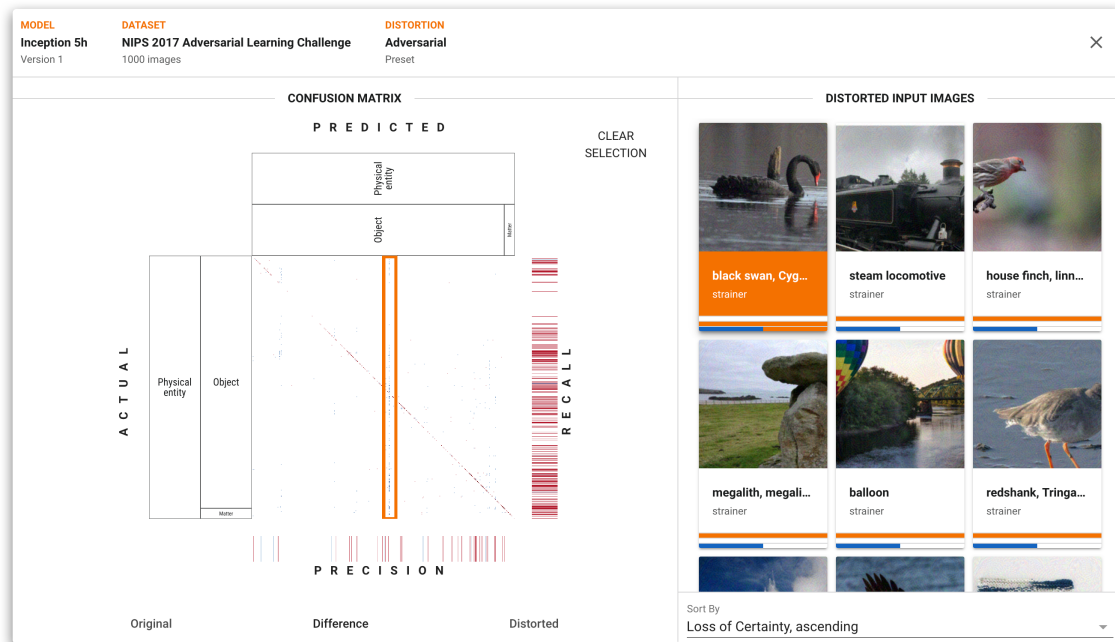 MODEL
Inception 5h
Version 1
DATASET
NIPS 2017 Adversarial Learning Challenge
1000 images
DISTORTION
Adversarial
Preset
CONFUSION MATRIX
PREDICTED
CLEAR
SELECTION
Physical
entity
Object
Matter
ACTUAL
Physical
entity
Object
Matter
RECALL
PRECISION
Original
Difference
Distorted
DISTORTED INPUT IMAGES
black swan, Cyg...
strainer
steam locomotive
strainer
house finch, linn...
strainer
megalith, megali...
strainer
balloon
strainer
redshank, Tringa...
strainer
Sort By
Loss of Certainty, ascending